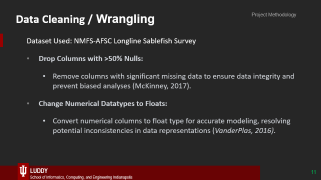 Data Cleaning / Wrangling
Project Methodology
Dataset Used: NMFS-AFSC Longline Sablefish Survey
• Drop Columns with >50% Nulls:
• Remove columns with significant missing data to ensure data integrity and
prevent biased analyses (McKinney, 2017).
• Change Numerical Datatypes to Floats:
• Convert numerical columns to float type for accurate modeling, resolving
potential inconsistencies in data representations (VanderPlas, 2016).
LUDDY
School of Informatics, Computing, and Engineering Indianapolis